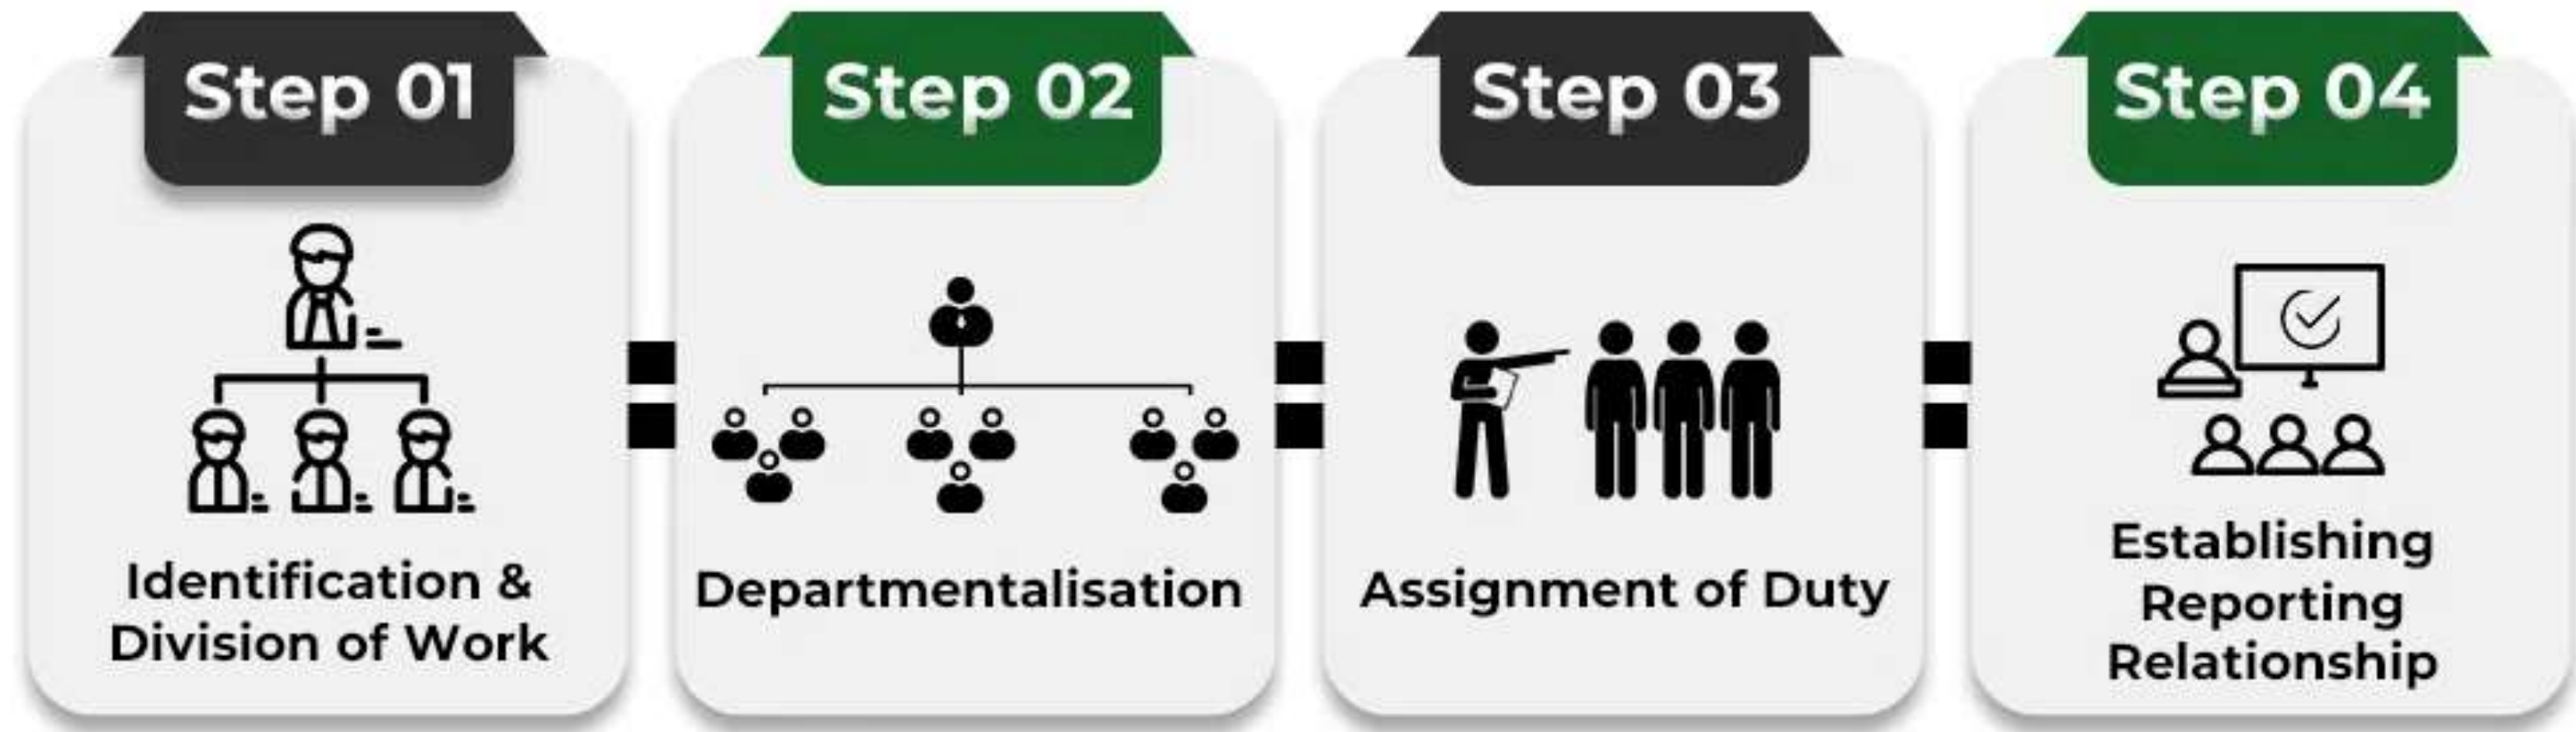 Step 01
Identification &
Division of Work
Step 02
Departmentalisation
Step 03
Assignment of Duty
Step 04
Establishing
Reporting
Relationship